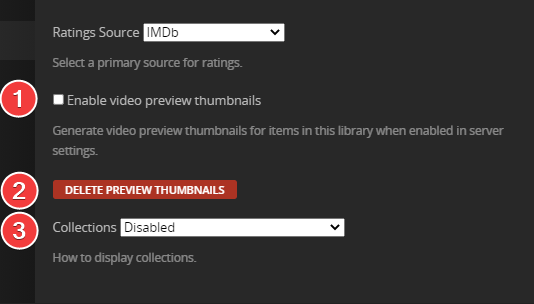 Ratings Source IMDb
Select a primary source for ratings.
1 Enable video preview thumbnails
Generate video preview thumbnails for items in this library when enabled in server
settings.
2 DELETE PREVIEW THUMBNAILS
3 Collections Disabled
How to display collections.